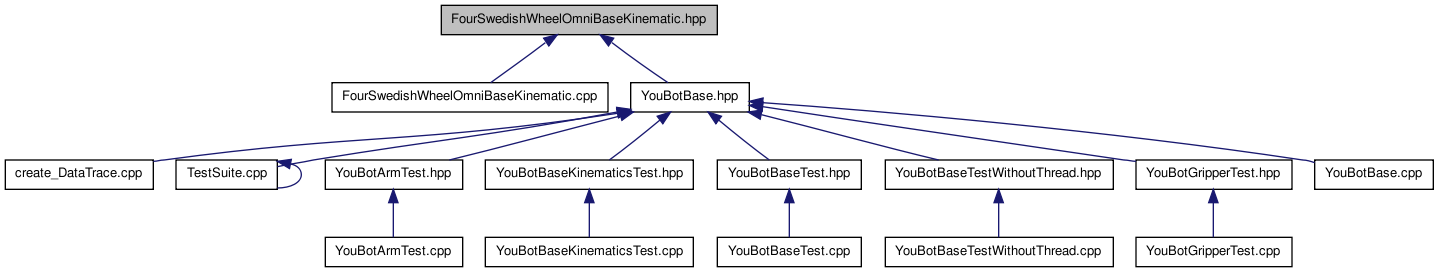 FourSwedishWheelOmniBaseKinematic.hpp
FourSwedishWheelOmniBaseKinematic.cpp
YouBotBase.hpp
create_DataTrace.cpp
TestSuite.cpp
YouBotArmTest.hpp
YouBotBaseKinematicsTest.hpp
YouBotBaseTest.hpp
YouBotBaseTestWithoutThread.hpp
YouBotGripperTest.hpp
YouBotBase.cpp
YouBotArmTest.cpp
YouBotBaseKinematicsTest.cpp
YouBotBaseTest.cpp
YouBotBaseTestWithoutThread.cpp
YouBotGripperTest.cpp